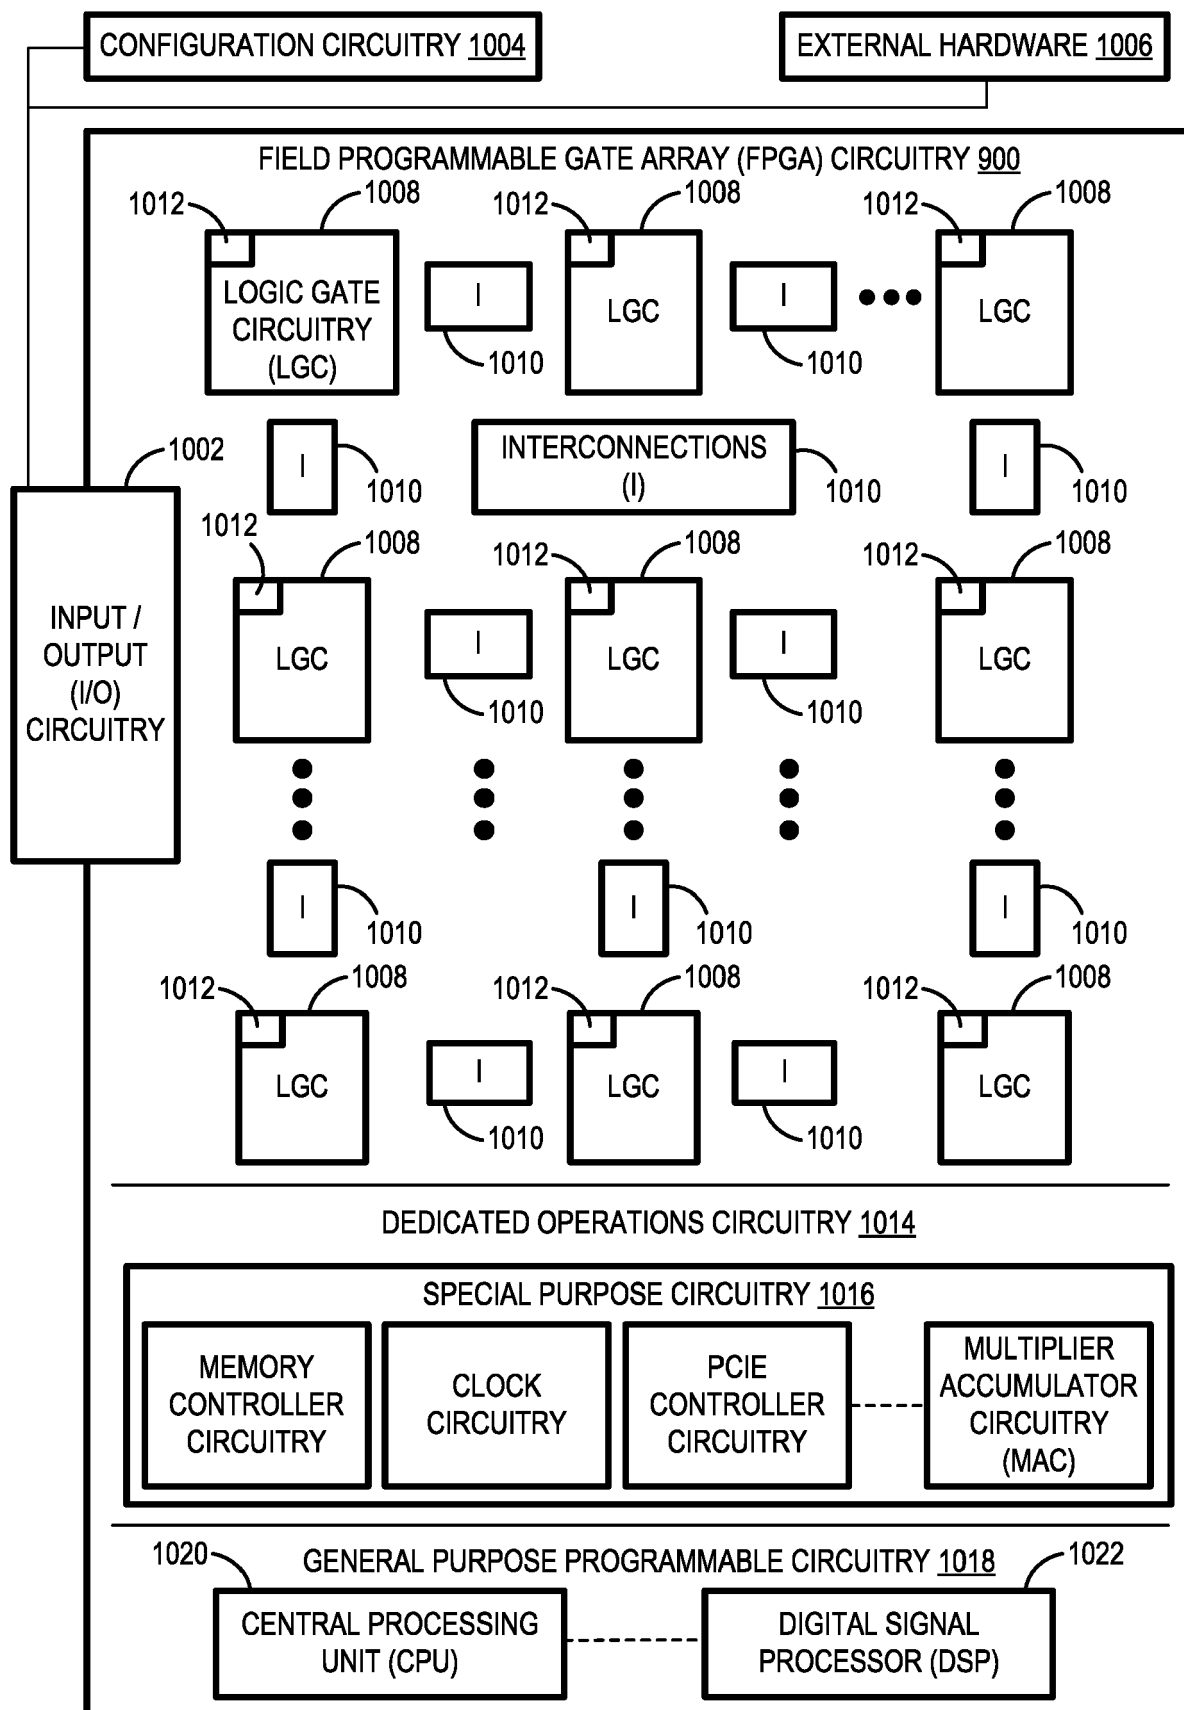 CONFIGURATION CIRCUITRY 1004
EXTERNAL HARDWARE 1006
FIELD PROGRAMMABLE GATE ARRAY (FPGA) CIRCUITRY 900
1012
1008
1012
1008
1012
1008
LOGIC GATE
CIRCUITRY
(LGC)
I
LGC
I
LGC
1010
1010
I
1010
INTERCONNECTIONS
(I)
1010
I
1010
1002
INPUT /
OUTPUT
(I/O)
CIRCUITRY
1012
1008
1012
1008
1012
1008
LGC
I
LGC
I
LGC
1010
1010
I
1010
I
1010
I
1010
1012
1008
1012
1008
1012
1008
LGC
I
LGC
I
LGC
1010
1010
DEDICATED OPERATIONS CIRCUITRY 1014
SPECIAL PURPOSE CIRCUITRY 1016
MEMORY
CONTROLLER
CIRCUITRY
CLOCK
CIRCUITRY
PCIE
CONTROLLER
CIRCUITRY
MULTIPLIER
ACCUMULATOR
CIRCUITRY
(MAC)
1020
GENERAL PURPOSE PROGRAMMABLE CIRCUITRY 1018
1022
CENTRAL PROCESSING
UNIT (CPU)
DIGITAL SIGNAL
PROCESSOR (DSP)